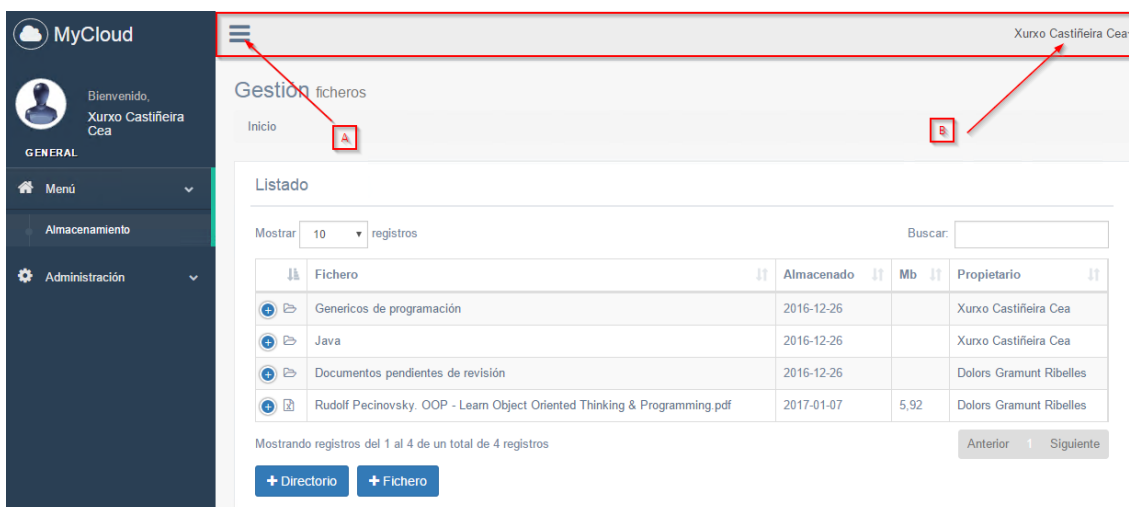 MyCloud
Xurxo Castiñeira Cea
Bienvenido,
Xurxo Castiñeira
Cea
GENERAL
Menú
Almacenamiento
Administración
Gestión ficheros
Inicio
A
B
Listado
Mostrar 10 registros
Buscar:
Fichero Almacenado Mb Propietario
Genericos de programación 2016-12-26 Xurxo Castiñeira Cea
Java 2016-12-26 Xurxo Castiñeira Cea
Documentos pendientes de revisión 2016-12-26 Dolors Gramunt Ribelles
Rudolf Pecinovsky. OOP - Learn Object Oriented Thinking & Programming.pdf 2017-01-07 5,92 Dolors Gramunt Ribelles
Mostrando registros del 1 al 4 de un total de 4 registros
Anterior 1 Siguiente
+ Directorio + Fichero